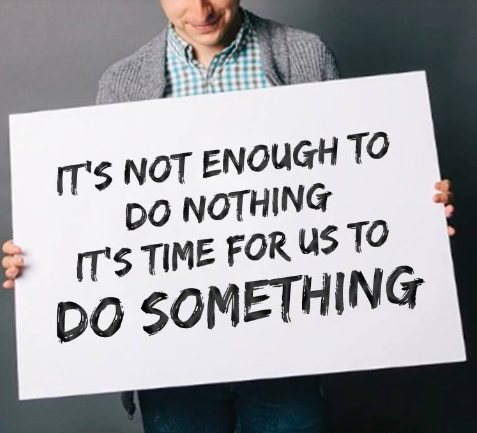 IT'S NOT ENOUGH TO
DO NOTHING
IT'S TIME FOR US TO
DO SOMETHING